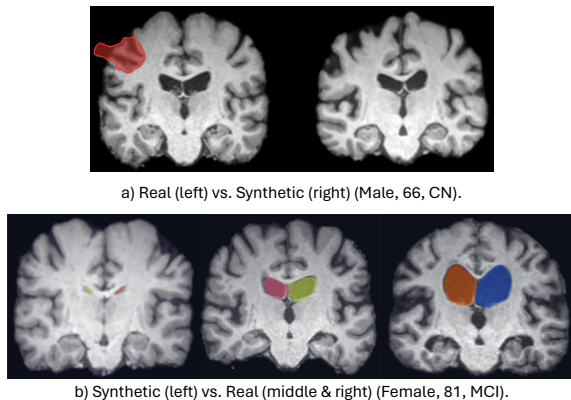 a) Real (left) vs. Synthetic (right) (Male, 66, CN).
b) Synthetic (left) vs. Real (middle & right) (Female, 81, MCI).